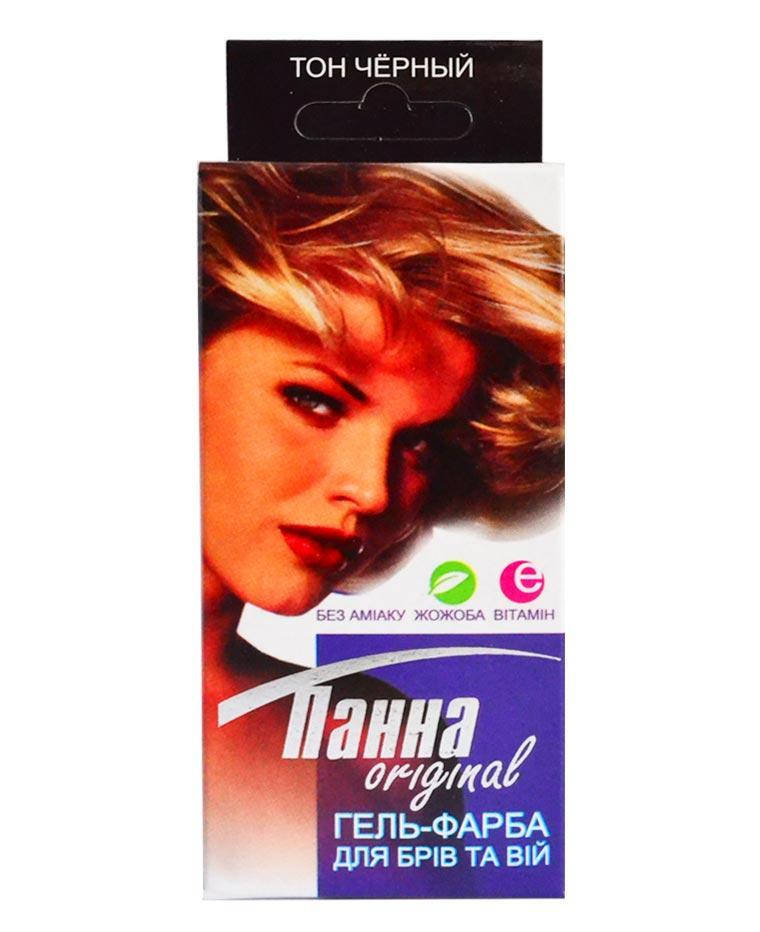 ТОН ЧЁРНЫЙ
e
БЕЗ АМІАКУ ЖОЖОБА ВІТАМІН
Панна
original
ГЕЛЬ-ФАРБА
ДЛЯ БРІВ ТА ВІЙ